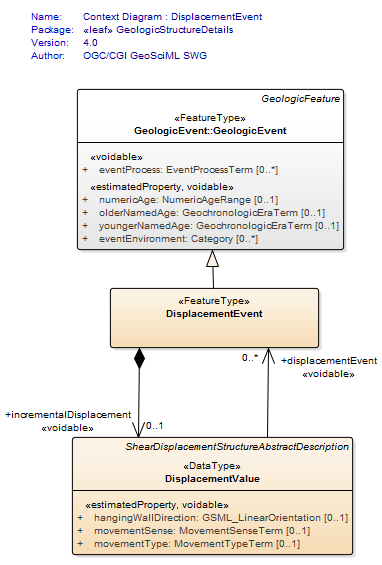 Name: Context Diagram : DisplacementEvent
Package: «leaf» GeologicStructureDetails
Version: 4.0
Author: OGC/CGI GeoSciML SWG
GeologicFeature
«FeatureType»
GeologicEvent::GeologicEvent
«voidable»
+ eventProcess: EventProcessTerm [0..*]
«estimatedProperty, voidable»
+ numericAge: NumericAgeRange [0..1]
+ olderNamedAge: GeochronologicEraTerm [0..1]
+ youngerNamedAge: GeochronologicEraTerm [0..1]
+ eventEnvironment: Category [0..*]
«FeatureType»
DisplacementEvent
0..*
+displacementEvent
«voidable»
+incrementalDisplacement
«voidable»
0..1
ShearDisplacementStructureAbstractDescription
«DataType»
DisplacementValue
«estimatedProperty, voidable»
+ hangingWallDirection: GSML_LinearOrientation [0..1]
+ movementSense: MovementSenseTerm [0..1]
+ movementType: MovementTypeTerm [0..1]